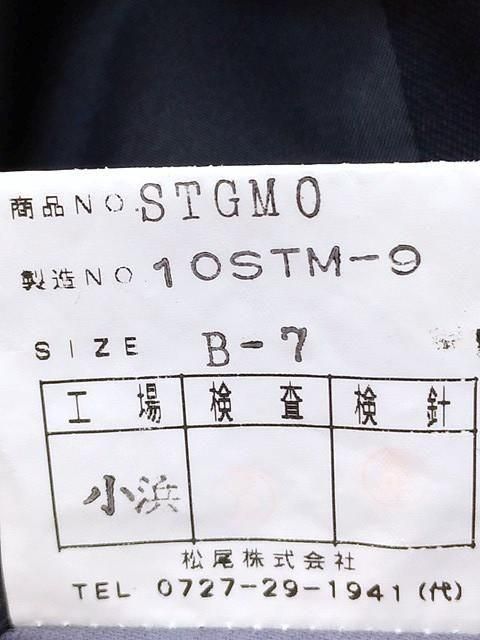 商品NO STGMO
製造NO 10STM-9
SIZE B-7
工場 検査 検針
小浜
松尾株式会社
TEL 0727-29-1941(代)